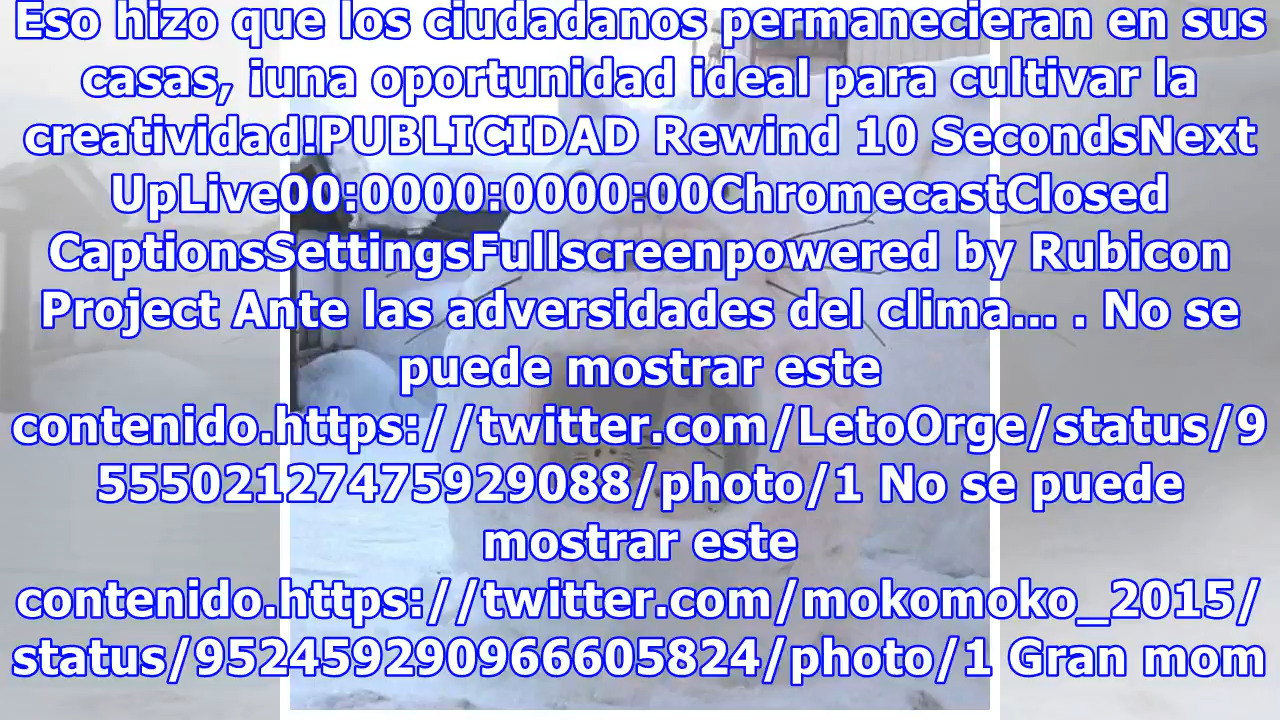 Eso hizo que los ciudadanos permanecieran en sus
casas, ¡una oportunidad ideal para cultivar la
creatividad!PUBLICIDAD Rewind 10 SecondsNext
UpLive00:0000:0000:00ChromecastClosed
CaptionsSettingsFullscreenpowered by Rubicon
Project Ante las adversidades del clima... . No se
puede mostrar este
contenido.https://twitter.com/LetoOrge/status/9
55502127475929088/photo/1 No se puede
mostrar este
contenido.https://twitter.com/mokomoko_2015/
status/952459290966605824/photo/1 Gran mom